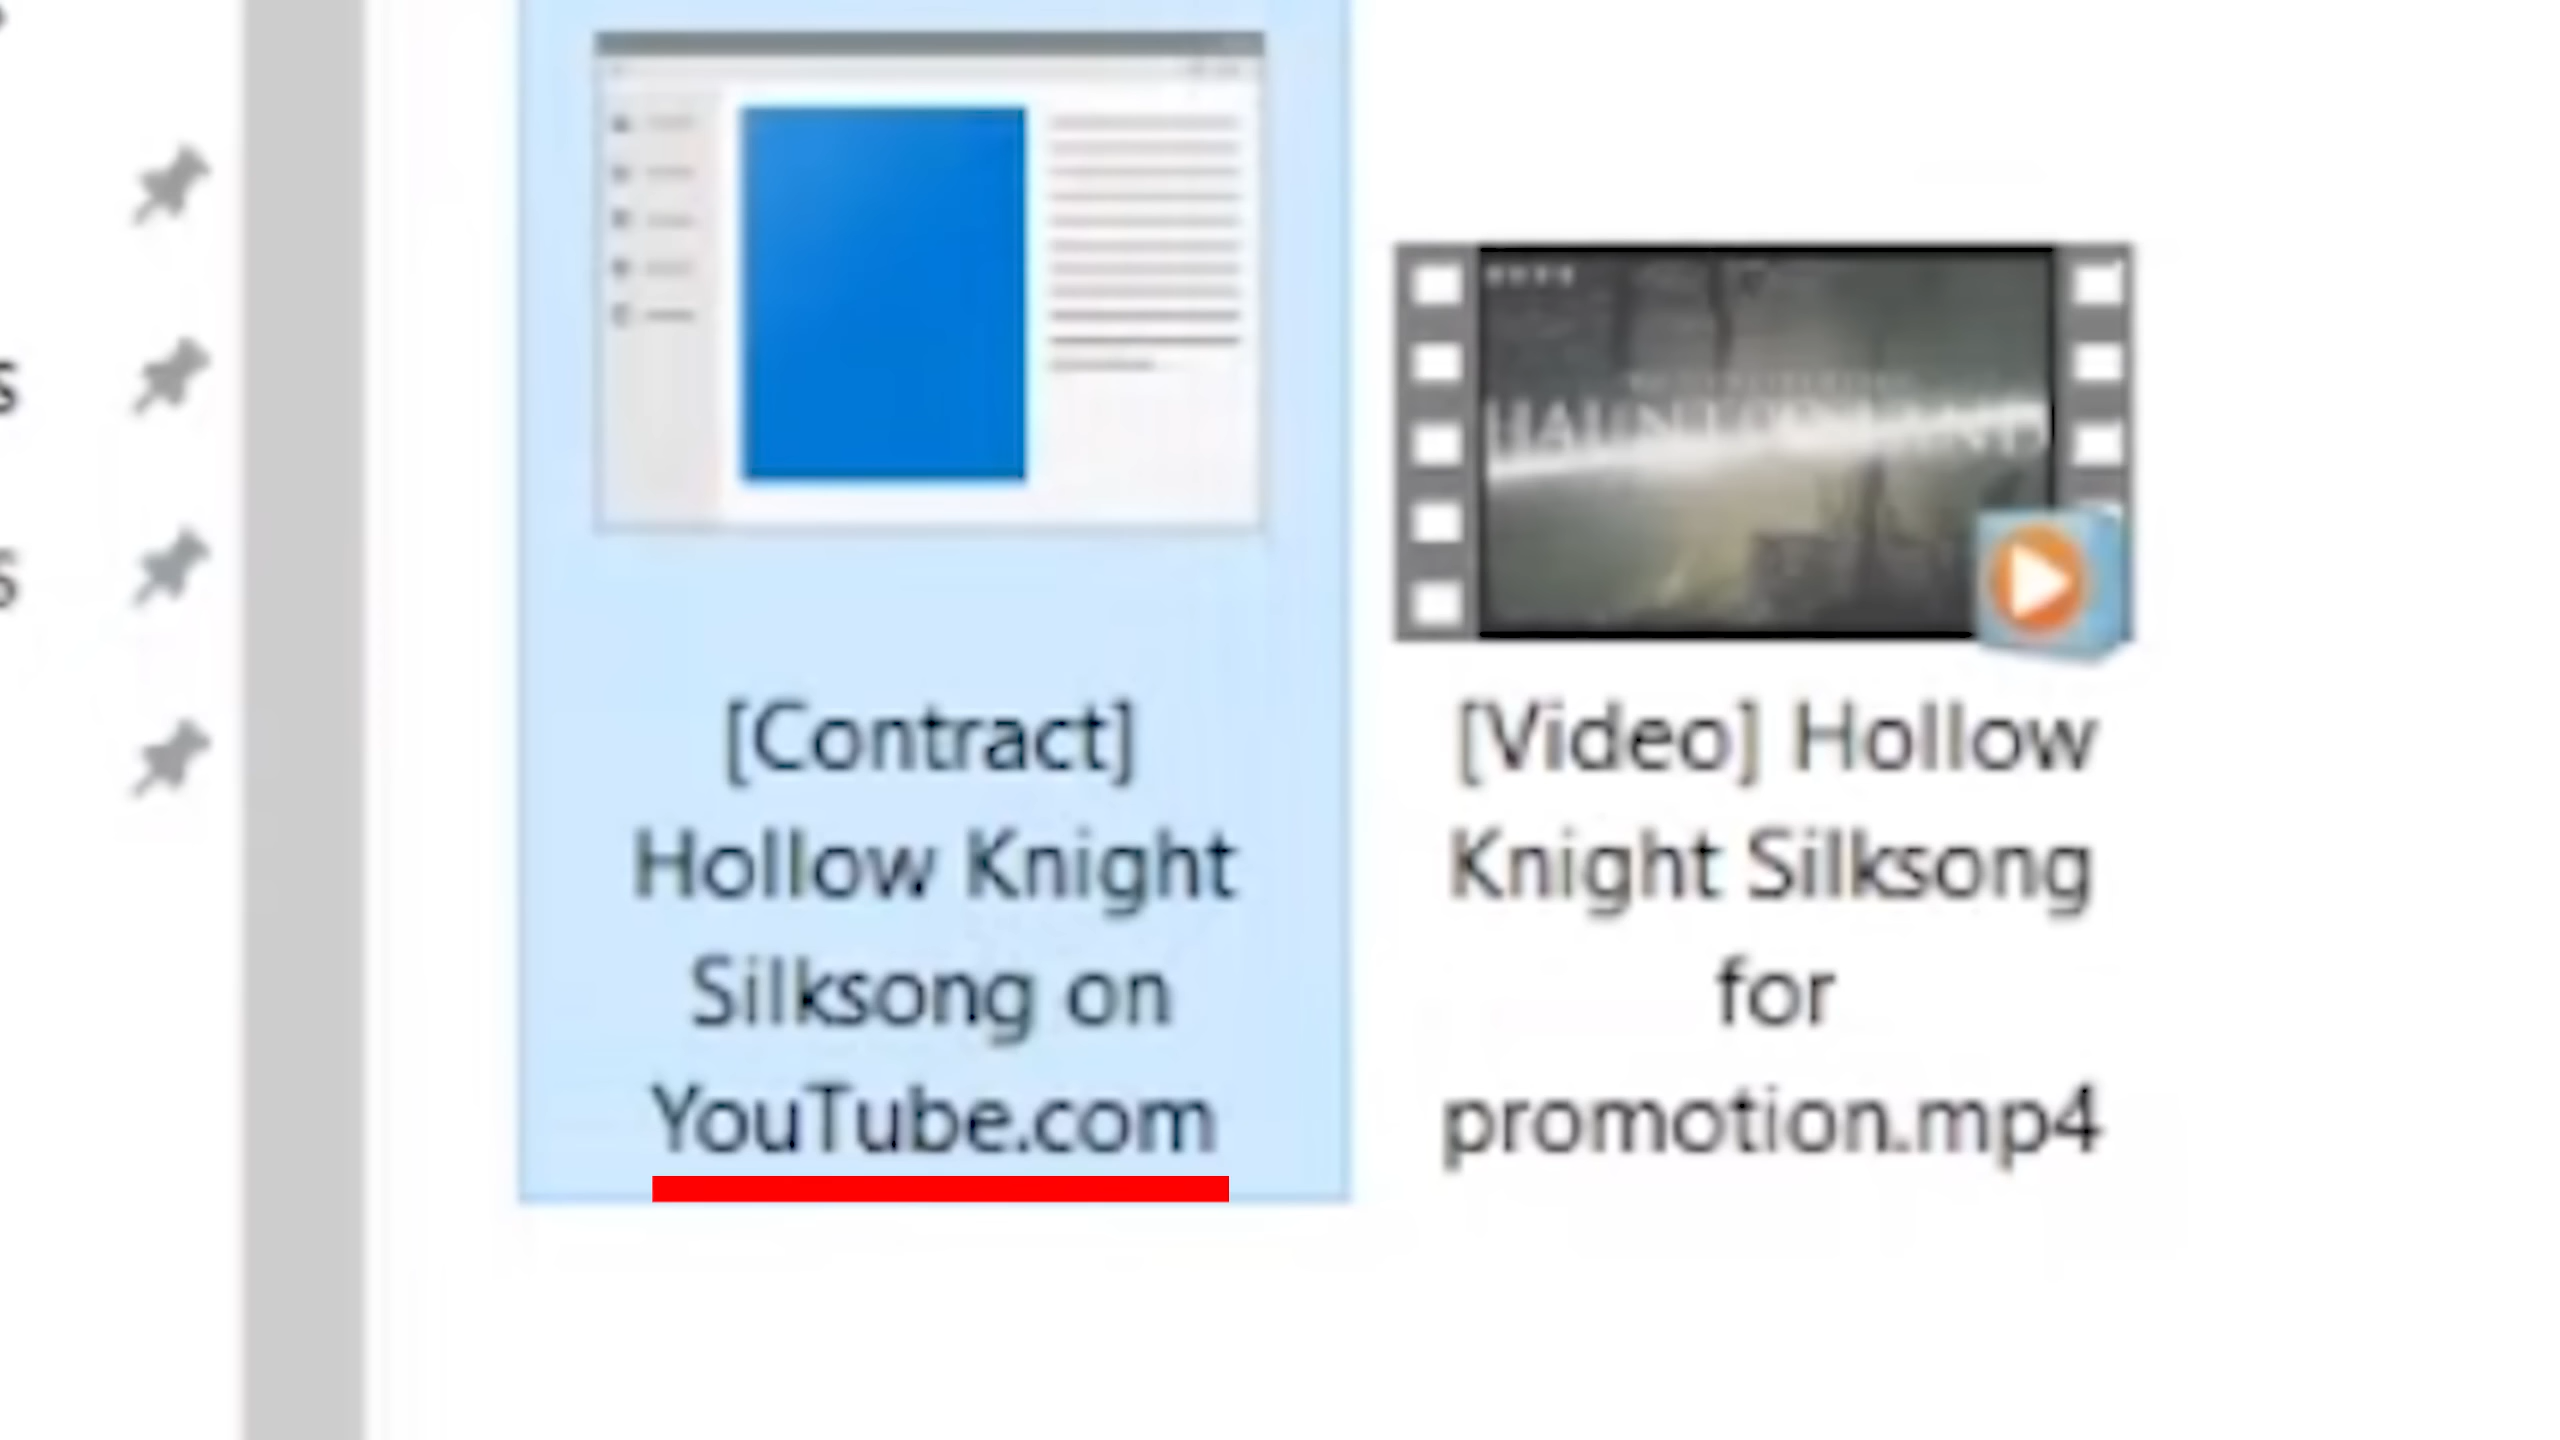 [Contract]
Hollow Knight
Silksong on
YouTube.com
[Video] Hollow
Knight Silksong
for
promotion.mp4